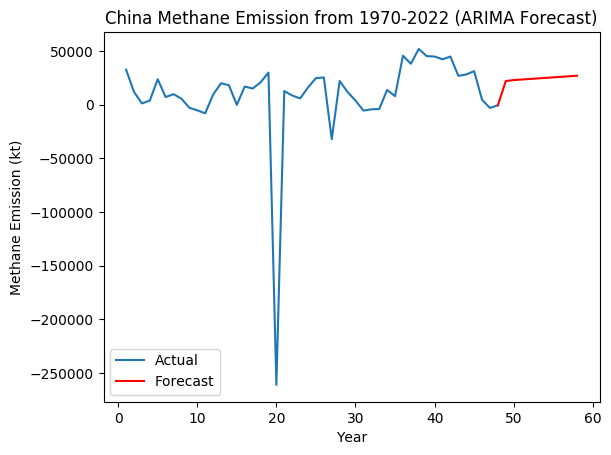 China Methane Emission from 1970-2022 (ARIMA Forecast)
Methane Emission (kt)
50000
0
−50000
−100000
−150000
−200000
−250000
Actual
Forecast
0 10 20 30 40 50 60
Year